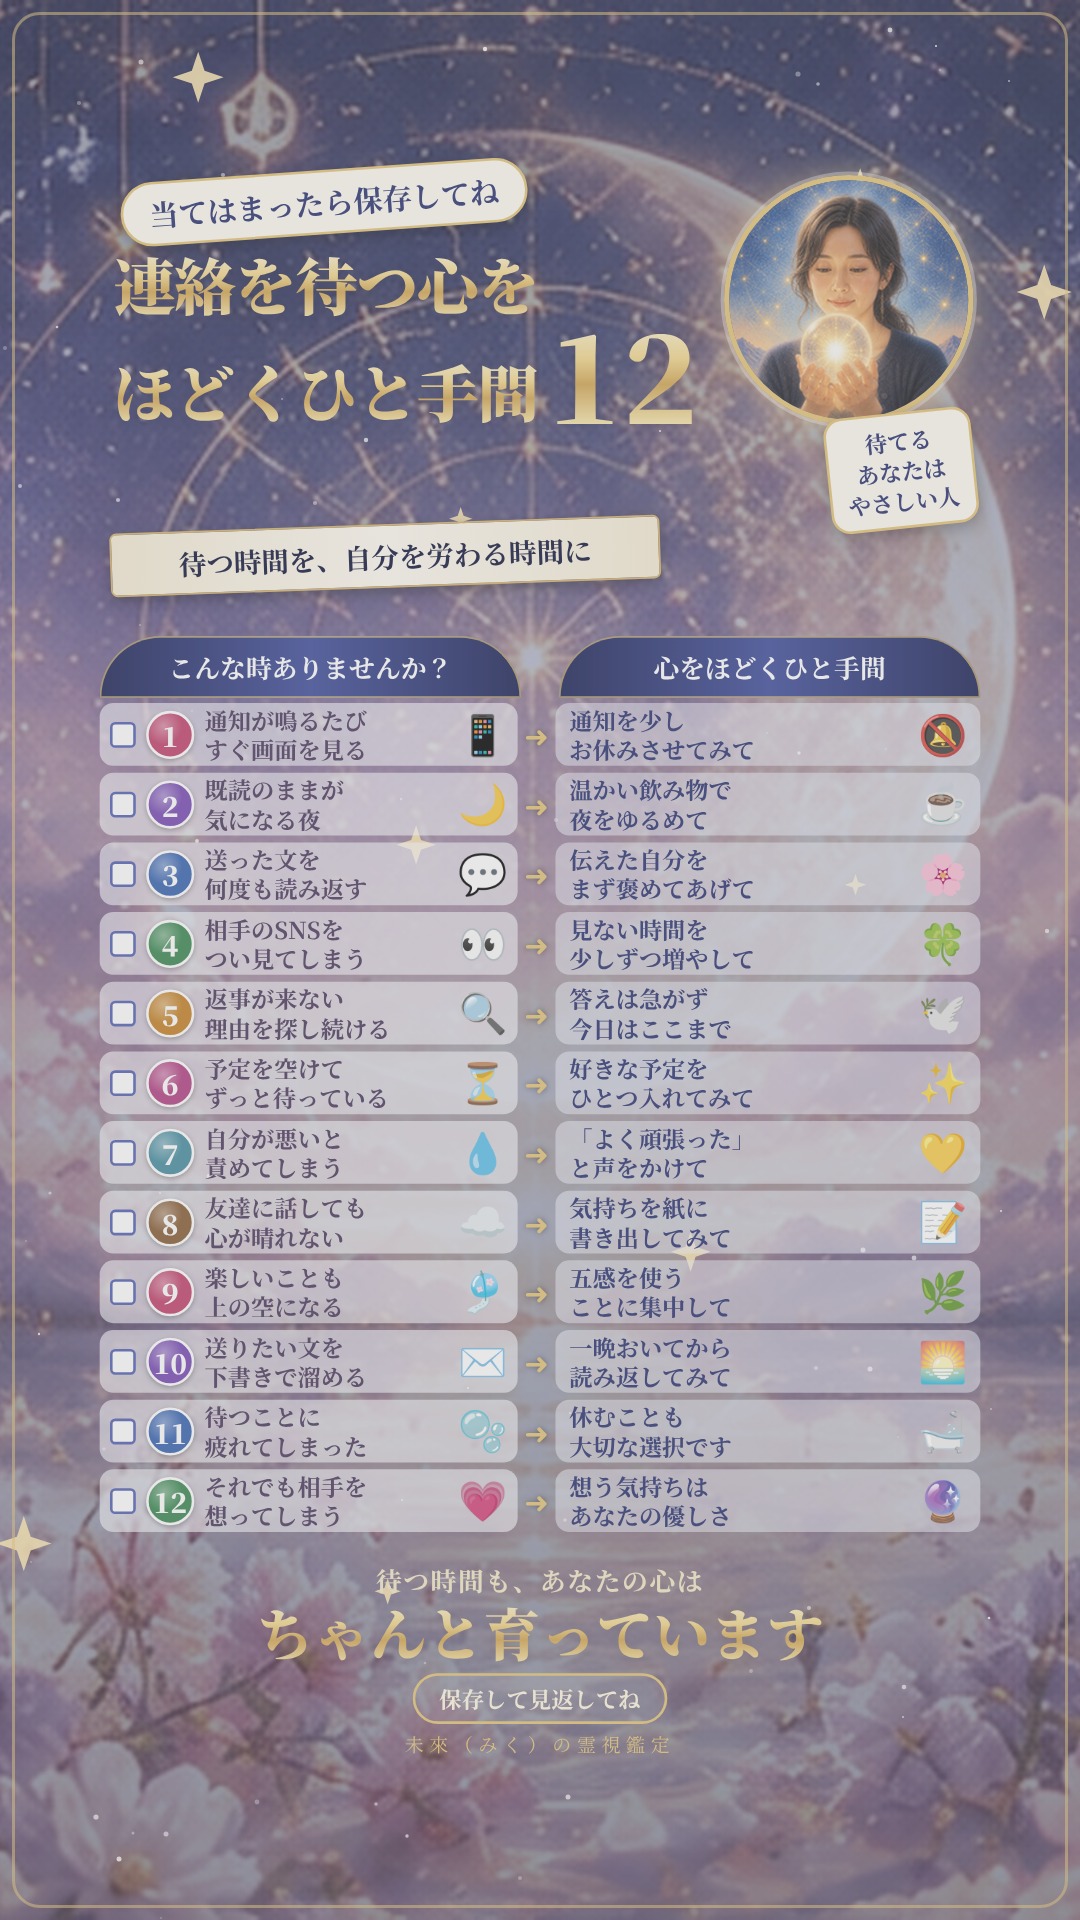 当てはまったら保存してね
連絡を待つ心を
ほどくひと手間12
待てる
あなたは
やさしい人
待つ時間を、自分を労わる時間に
こんな時ありませんか？
心をほどくひと手間
1
通知が鳴るたび
すぐ画面を見る
➜
通知を少し
お休みさせてみて
2
既読のままが
気になる夜
➜
温かい飲み物で
夜をゆるめて
3
送った文を
何度も読み返す
➜
伝えた自分を
まず褒めてあげて
4
相手のSNSを
つい見てしまう
➜
見ない時間を
少しずつ増やして
5
返事が来ない
理由を探し続ける
➜
答えは急がず
今日はここまで
6
予定を空けて
ずっと待っている
➜
好きな予定を
ひとつ入れてみて
7
自分が悪いと
責めてしまう
➜
「よく頑張った」
と声をかけて
8
友達に話しても
心が晴れない
➜
気持ちを紙に
書き出してみて
9
楽しいことも
上の空になる
➜
五感を使う
ことに集中して
10
送りたい文を
下書きで溜める
➜
一晩おいてから
読み返してみて
11
待つことに
疲れてしまった
➜
休むことも
大切な選択です
12
それでも相手を
想ってしまう
➜
想う気持ちは
あなたの優しさ
待つ時間も、あなたの心は
ちゃんと育っています
保存して見返してね
未來（みく）の霊視鑑定